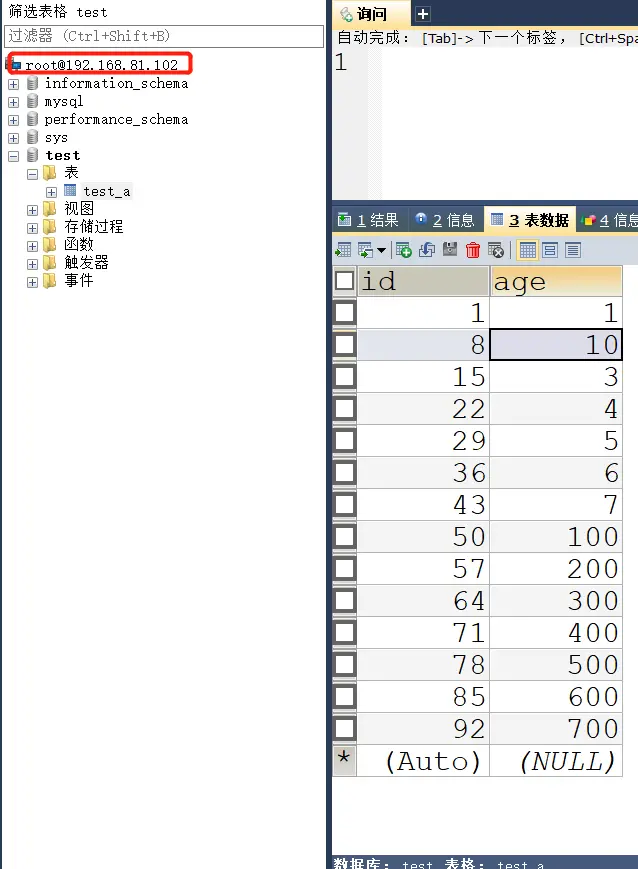 筛选表格 test
过滤器 (Ctrl+Shift+B)
root@192.168.81.102
information_schema
mysql
performance_schema
sys
test
表
test_a
视图
存储过程
函数
触发器
事件
询问
自动完成: [Tab]-> 下一个标签, [Ctrl+Spa
1
1 结果 2 信息 3 表数据 4 信息
id age
1 1
8 10
15 3
22 4
29 5
36 6
43 7
50 100
57 200
64 300
71 400
78 500
85 600
92 700
* (Auto) (NULL)
数据库: test 表格: test_a